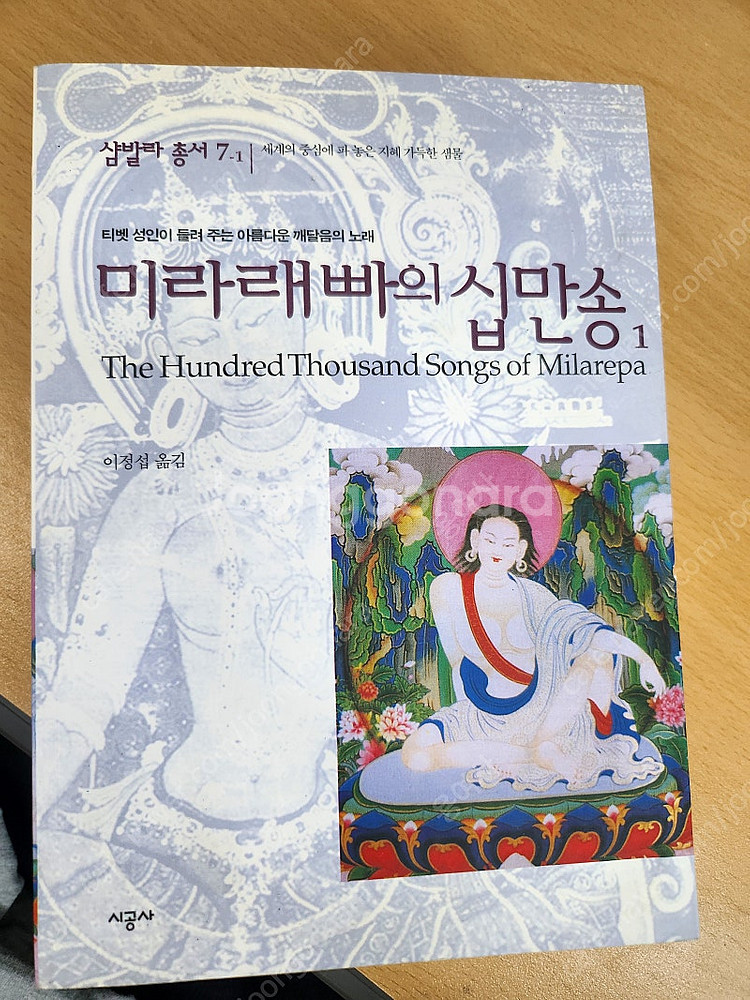 샴발라 총서 7-1 세계의 중심에 파 놓은 지혜 가득한 샘물
티벳 성인이 들려 주는 아름다운 깨달음의 노래
미라래빠의 십만송 1
The Hundred Thousand Songs of Milarepa
이정섭 옮김
joonggonara
시공사